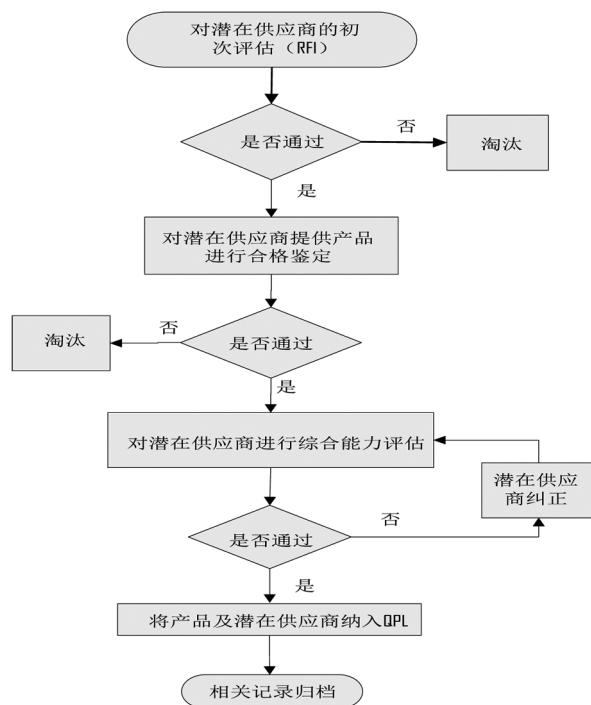 对潜在供应商的初
次评估（RFI）
是否通过
否
淘汰
是
对潜在供应商提供产品
进行合格鉴定
淘汰
否
是否通过
是
对潜在供应商进行综合能力评估
潜在供应
商纠正
是否通过
否
是
将产品及潜在供应商纳入QPL
相关记录归档